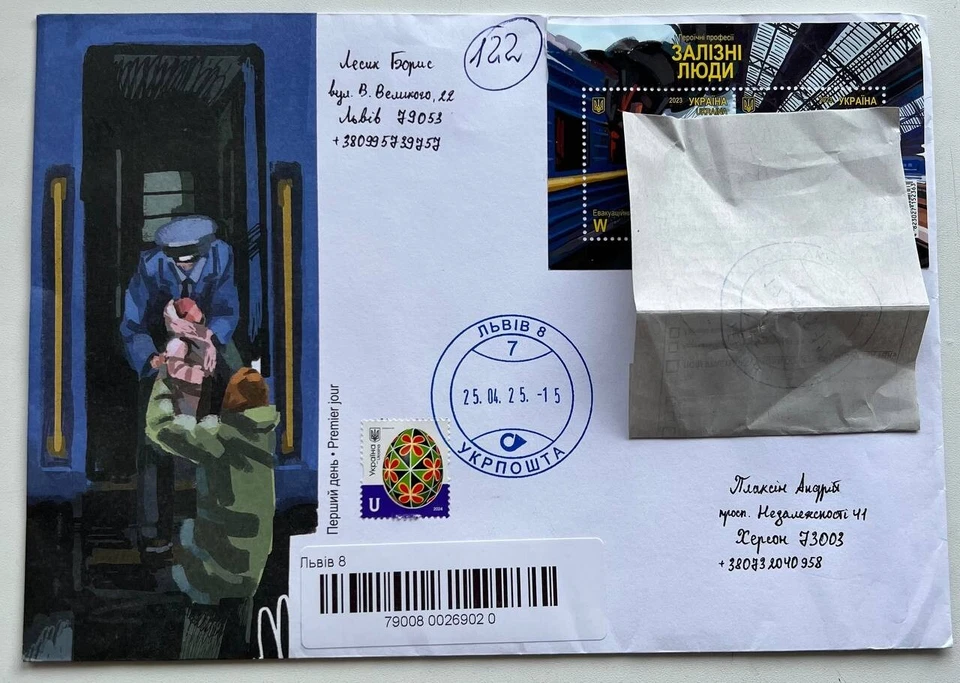 Лесик Борис
вул. В. Великого, 22
Львів 79053
+380995739757
122
Героїчні професії
ЗАЛІЗНІ
ЛЮДИ
2023 УКРАЇНА
UKRAINE
УКРАЇНА
Евакуаційні
W
ЛЬВІВ 8
7
25.04.25.-15
УКРПОШТА
Перший день • Premier jour
Україна
Ukraine
U
2024
Львів 8
79008 0026902 0
Плаксін Андрій
просп. Незалежності 41
Херсон 73003
+380732040958